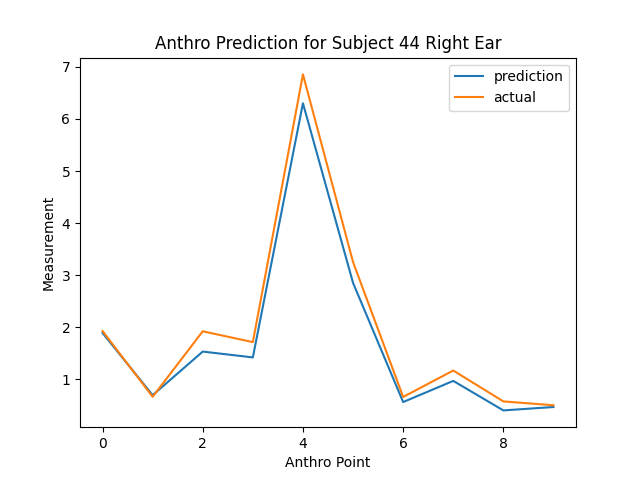 Anthro Prediction for Subject 44 Right Ear
prediction
actual
7
6
5
4
3
2
1
Measurement
0 2 4 6 8
Anthro Point